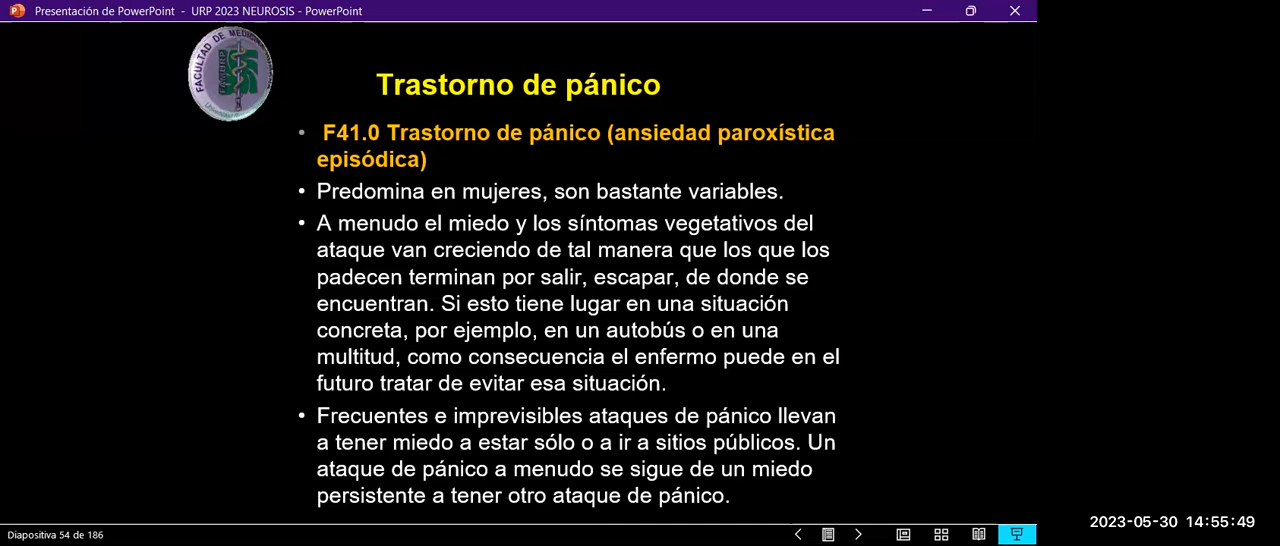 Presentación de PowerPoint - URP 2023 NEUROSIS - PowerPoint
FACULTAD DE MEDICINA
Trastorno de pánico
• F41.0 Trastorno de pánico (ansiedad paroxística
episódica)
• Predomina en mujeres, son bastante variables.
• A menudo el miedo y los síntomas vegetativos del
ataque van creciendo de tal manera que los que los
padecen terminan por salir, escapar, de donde se
encuentran. Si esto tiene lugar en una situación
concreta, por ejemplo, en un autobús o en una
multitud, como consecuencia el enfermo puede en el
futuro tratar de evitar esa situación.
• Frecuentes e imprevisibles ataques de pánico llevan
a tener miedo a estar sólo o a ir a sitios públicos. Un
ataque de pánico a menudo se sigue de un miedo
persistente a tener otro ataque de pánico.
2023-05-30 14:55:49
Diapositiva 54 de 186